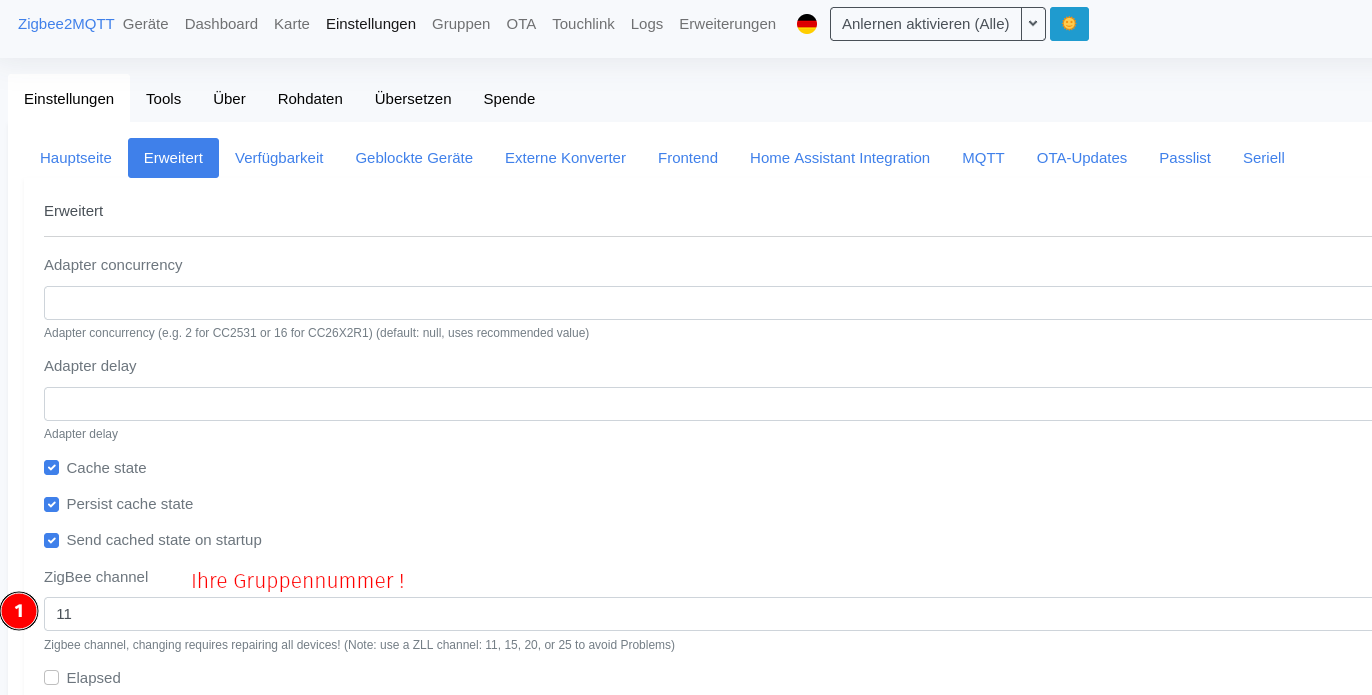 Zigbee2MQTT Geräte Dashboard Karte Einstellungen Gruppen OTA Touchlink Logs Erweiterungen Anlernen aktivieren (Alle)
Einstellungen Tools Über Rohdaten Übersetzen Spende
Hauptseite Erweitert Verfügbarkeit Geblockte Geräte Externe Konverter Frontend Home Assistant Integration MQTT OTA-Updates Passlist Seriell
Erweitert
Adapter concurrency
Adapter concurrency (e.g. 2 for CC2531 or 16 for CC26X2R1) (default: null, uses recommended value)
Adapter delay
Adapter delay
Cache state
Persist cache state
Send cached state on startup
ZigBee channel Ihre Gruppennummer !
1 11
Zigbee channel, changing requires repairing all devices! (Note: use a ZLL channel: 11, 15, 20, or 25 to avoid Problems)
Elapsed